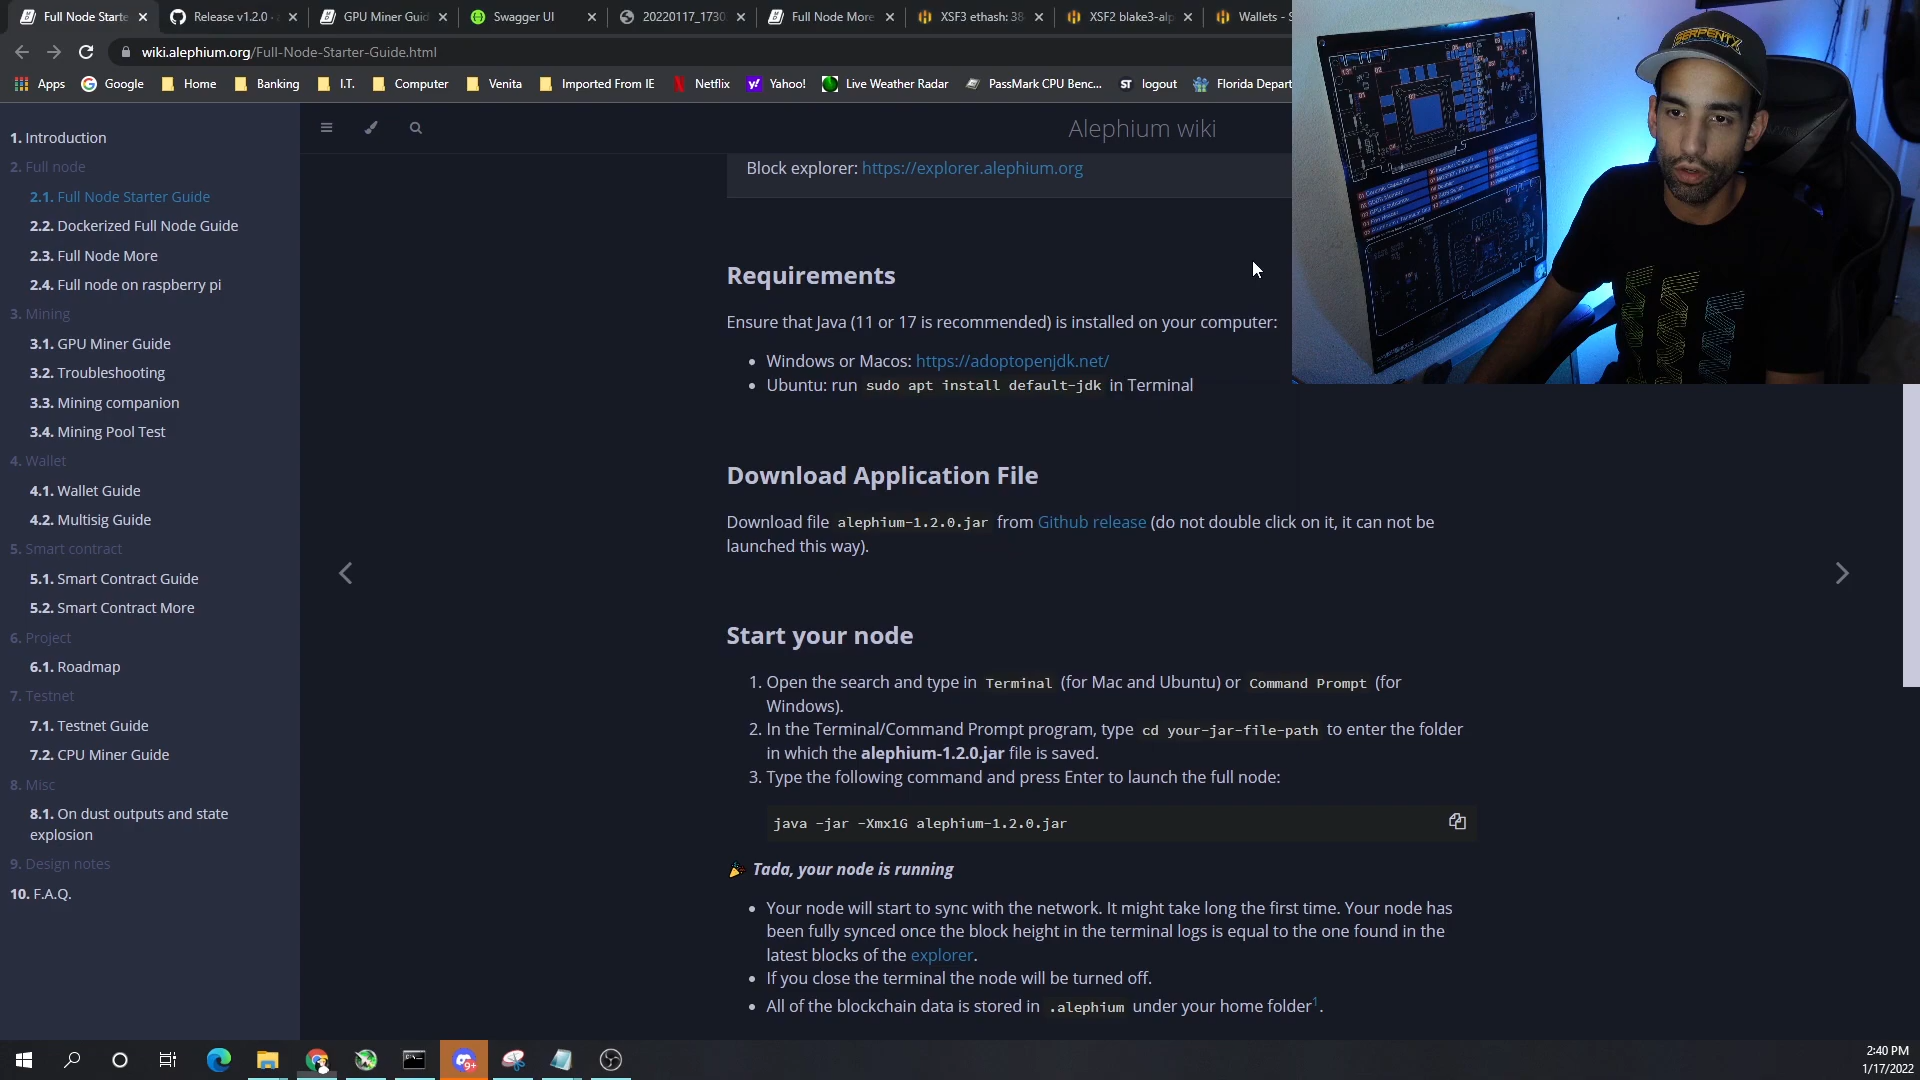 Full Node Starte
Release v1.2.0 ·
GPU Miner Guid
Swagger UI
20220117_1730
Full Node More
XSF3 ethash: 38
XSF2 blake3-alp
Wallets - S
wiki.alephium.org/Full-Node-Starter-Guide.html
Apps
Google
Home
Banking
I.T.
Computer
Venita
Imported From IE
Netflix
Yahoo!
Live Weather Radar
PassMark CPU Benc...
ST logout
Florida Depart
SERPENTX
1. Introduction
2. Full node
2.1. Full Node Starter Guide
2.2. Dockerized Full Node Guide
2.3. Full Node More
2.4. Full node on raspberry pi
3. Mining
3.1. GPU Miner Guide
3.2. Troubleshooting
3.3. Mining companion
3.4. Mining Pool Test
4. Wallet
4.1. Wallet Guide
4.2. Multisig Guide
5. Smart contract
5.1. Smart Contract Guide
5.2. Smart Contract More
6. Project
6.1. Roadmap
7. Testnet
7.1. Testnet Guide
7.2. CPU Miner Guide
8. Misc
8.1. On dust outputs and state
explosion
9. Design notes
10. F.A.Q.
Alephium wiki
Block explorer: https://explorer.alephium.org
Requirements
Ensure that Java (11 or 17 is recommended) is installed on your computer:
• Windows or Macos: https://adoptopenjdk.net/
• Ubuntu: run sudo apt install default-jdk in Terminal
Download Application File
Download file alephium-1.2.0.jar from Github release (do not double click on it, it can not be
launched this way).
Start your node
1. Open the search and type in Terminal (for Mac and Ubuntu) or Command Prompt (for
Windows).
2. In the Terminal/Command Prompt program, type cd your-jar-file-path to enter the folder
in which the alephium-1.2.0.jar file is saved.
3. Type the following command and press Enter to launch the full node:
java -jar -Xmx1G alephium-1.2.0.jar
🎉 Tada, your node is running
• Your node will start to sync with the network. It might take long the first time. Your node has
been fully synced once the block height in the terminal logs is equal to the one found in the
latest blocks of the explorer.
• If you close the terminal the node will be turned off.
• All of the blockchain data is stored in .alephium under your home folder¹.
9+
2:40 PM
1/17/2022